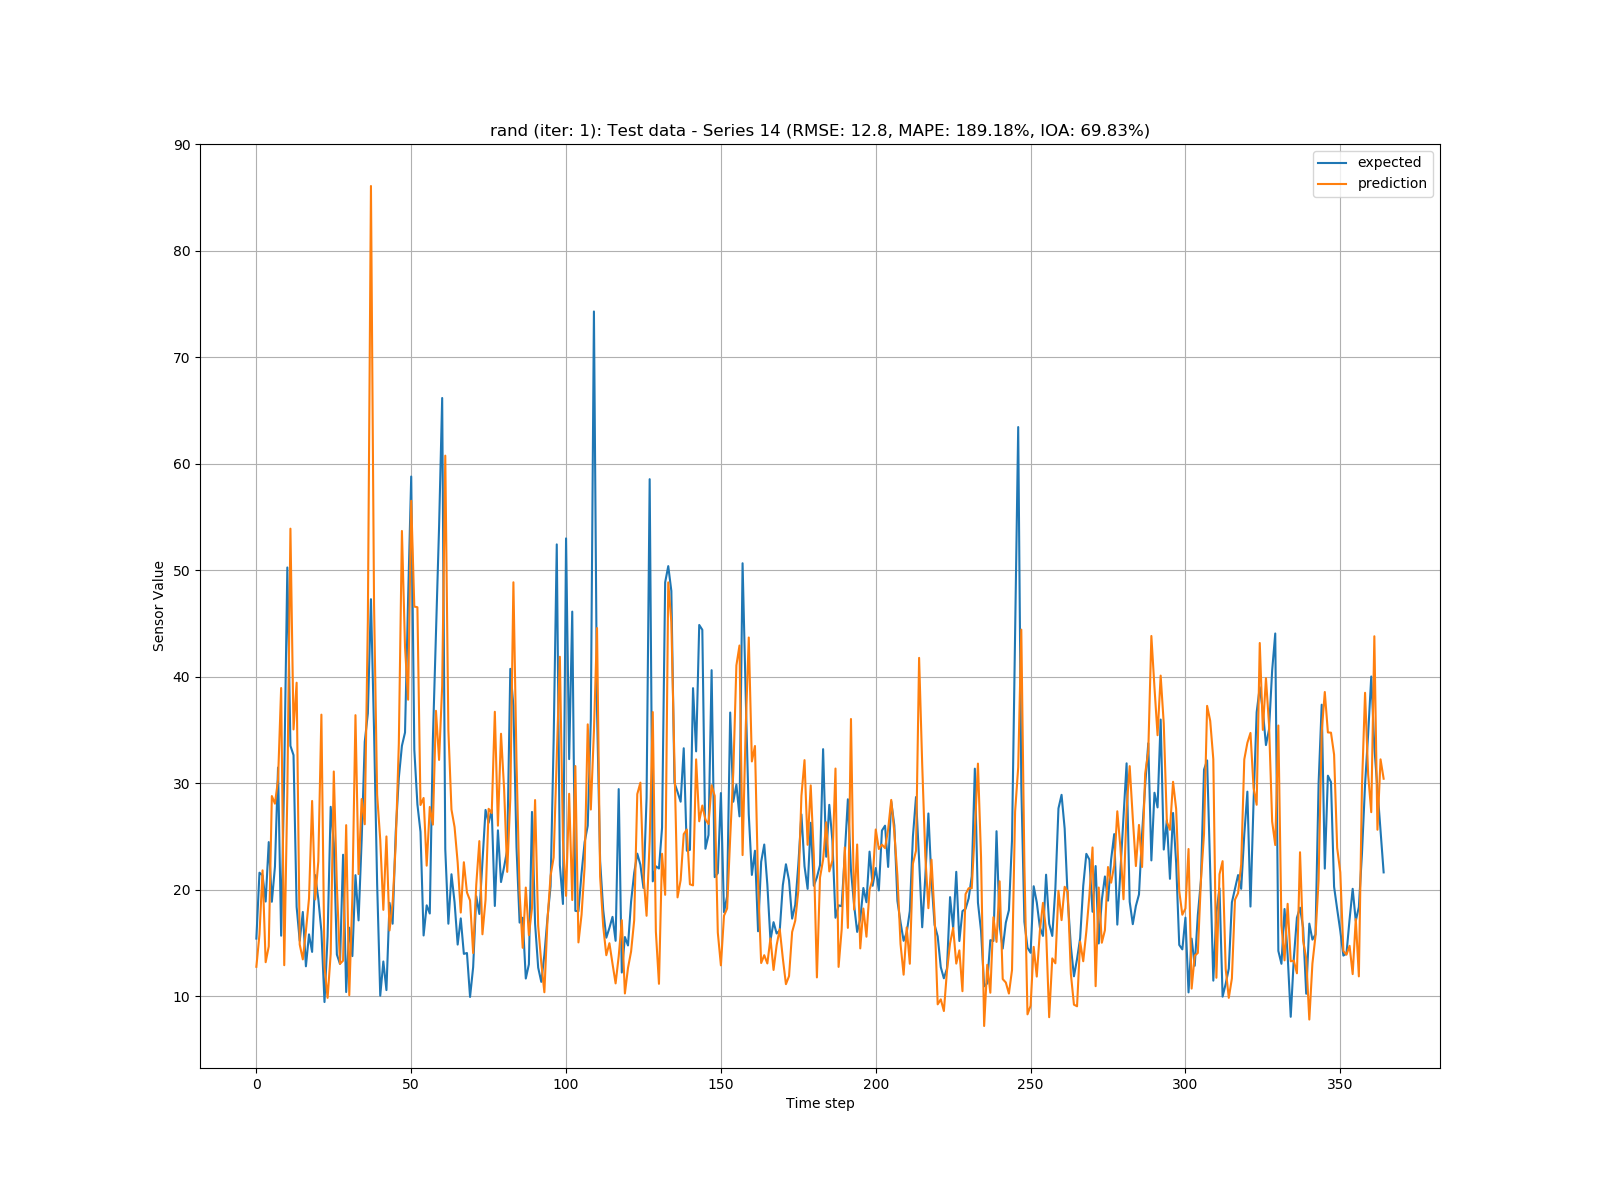 rand (iter: 1): Test data - Series 14 (RMSE: 12.8, MAPE: 189.18%, IOA: 69.83%)
expected
prediction
90
80
70
60
50
40
30
20
10
Sensor Value
0 50 100 150 200 250 300 350
Time step